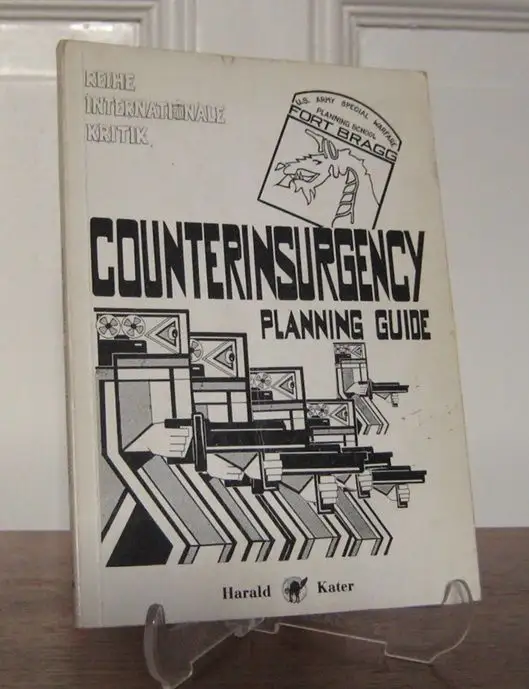 REIHE
INTERNATIONALE
KRITIK
U.S. ARMY SPECIAL WARFARE
PLANNING SCHOOL
FORT BRAGG
COUNTERINSURGENCY
PLANNING GUIDE
Harald Kater